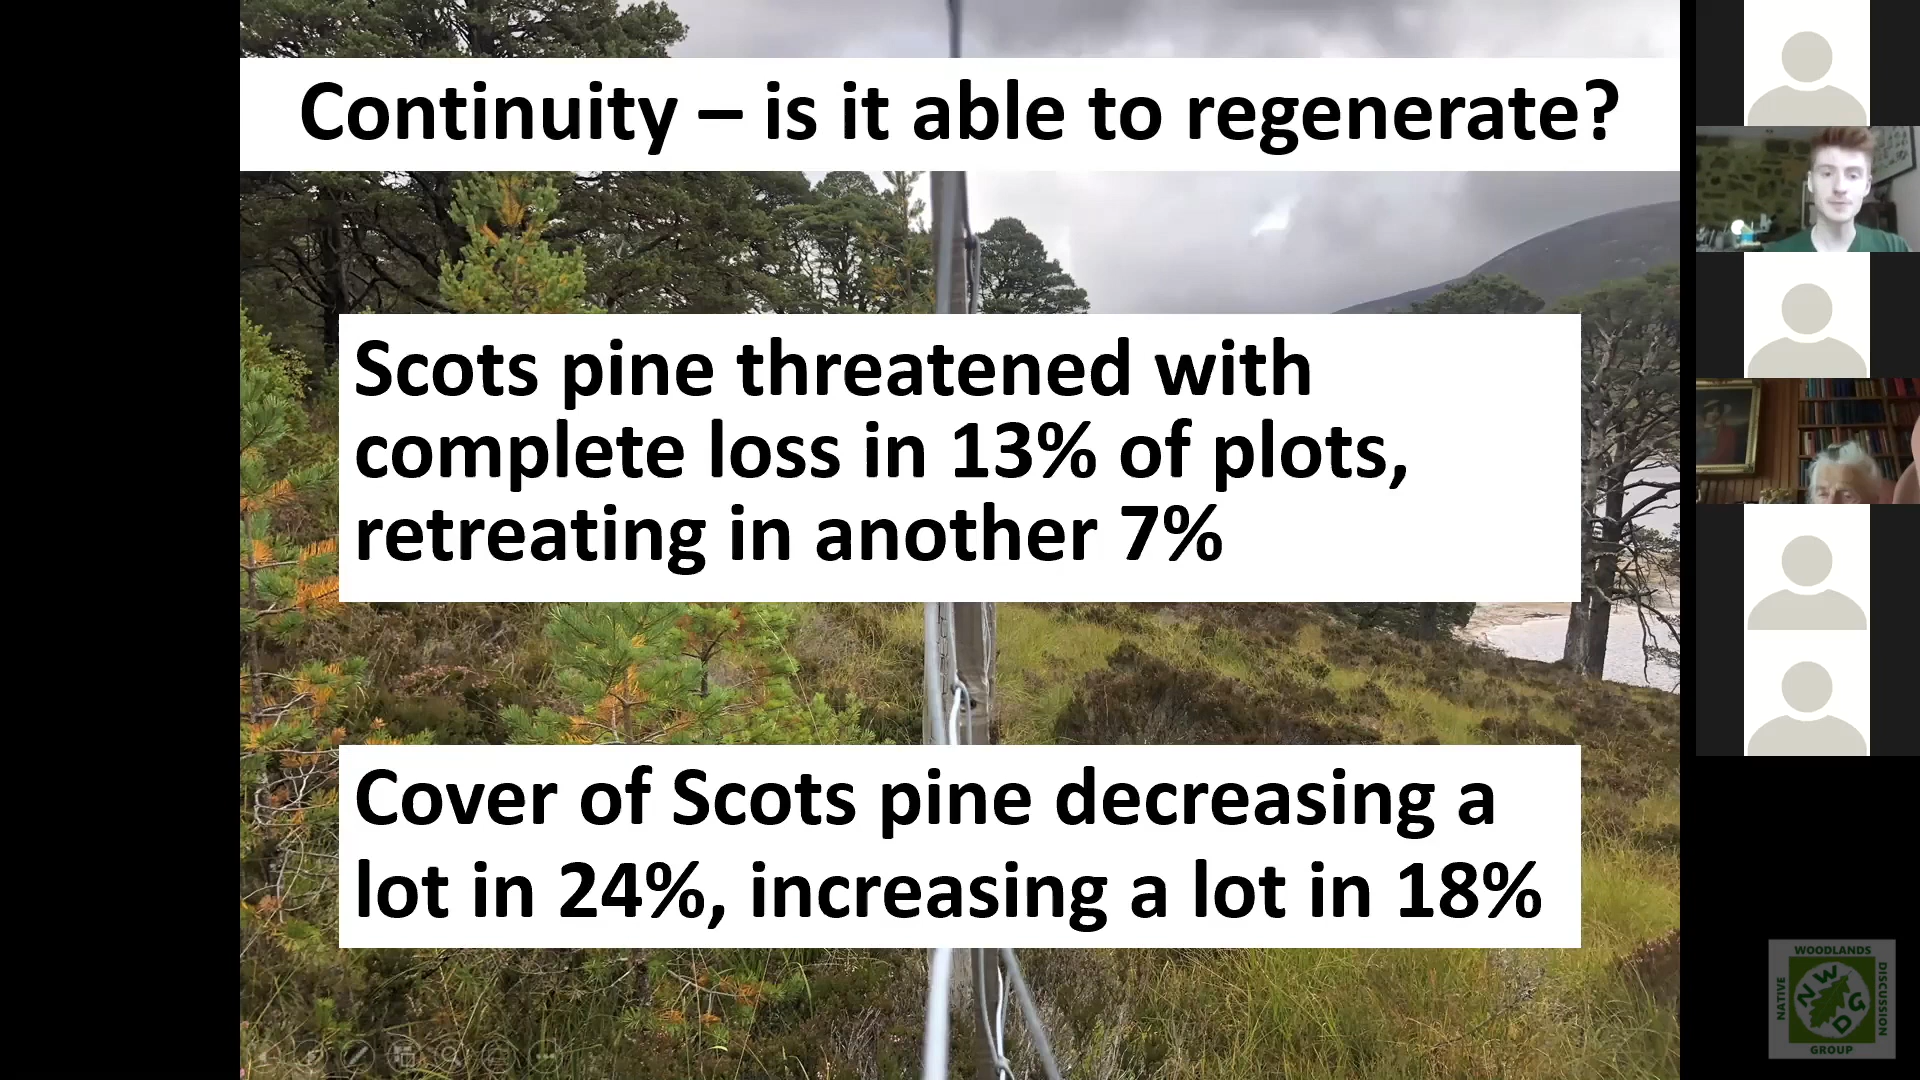 Continuity – is it able to regenerate?
Scots pine threatened with
complete loss in 13% of plots,
retreating in another 7%
Cover of Scots pine decreasing a
lot in 24%, increasing a lot in 18%
WOODLANDS
NATIVE
NWDG
DISCUSSION
GROUP